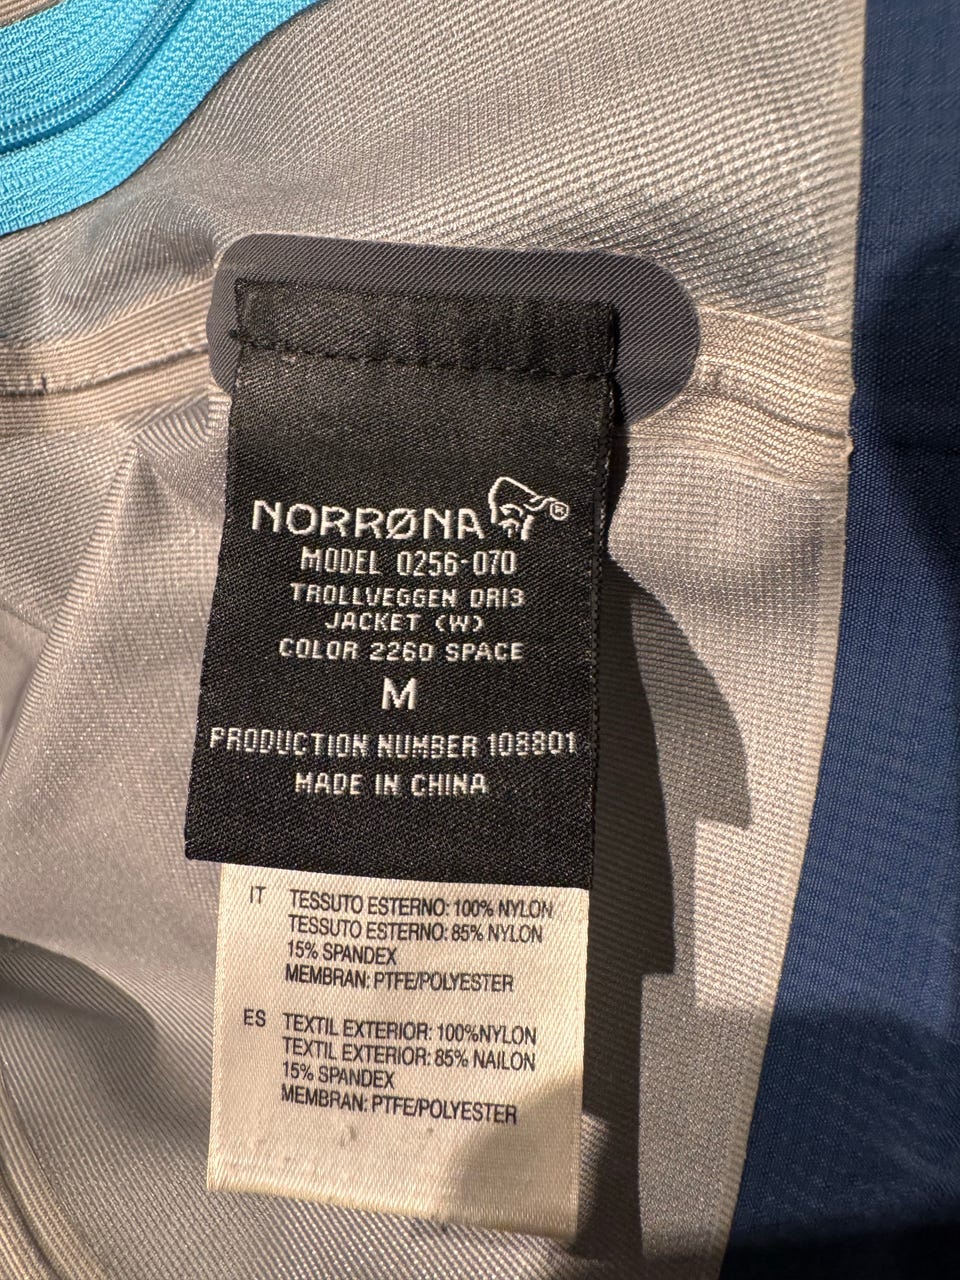 NORRØNA®
MODEL 0256-070
TROLLVEGGEN DRI3
JACKET (W)
COLOR 2260 SPACE
M
PRODUCTION NUMBER 108801
MADE IN CHINA
IT TESSUTO ESTERNO: 100% NYLON
TESSUTO ESTERNO: 85% NYLON
15% SPANDEX
MEMBRAN: PTFE/POLYESTER
ES TEXTIL EXTERIOR: 100%NYLON
TEXTIL EXTERIOR: 85% NAILON
15% SPANDEX
MEMBRAN: PTFE/POLYESTER